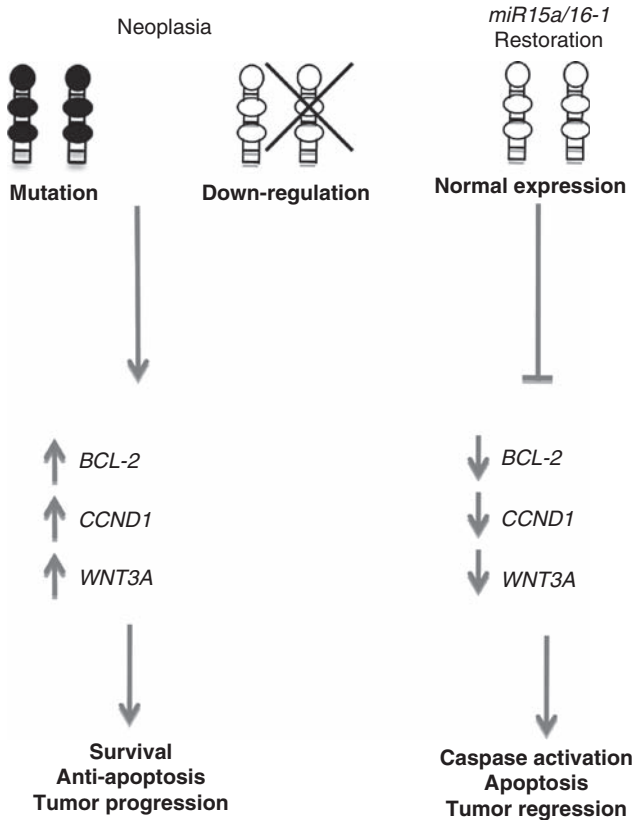 Neoplasia
miR15a/16-1
Restoration
Mutation
Down-regulation
Normal expression
BCL-2
CCND1
WNT3A
BCL-2
CCND1
WNT3A
Survival
Anti-apoptosis
Tumor progression
Caspase activation
Apoptosis
Tumor regression